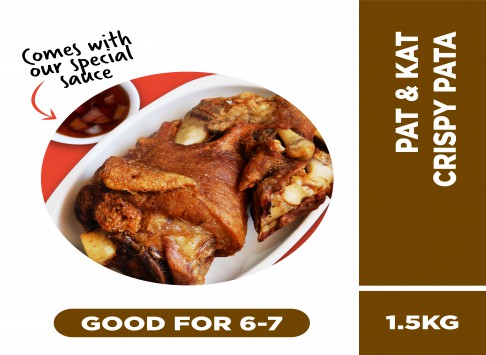 Comes with
our special
sauce
PAT & KAT
CRISPY PATA
GOOD FOR 6-7
1.5KG